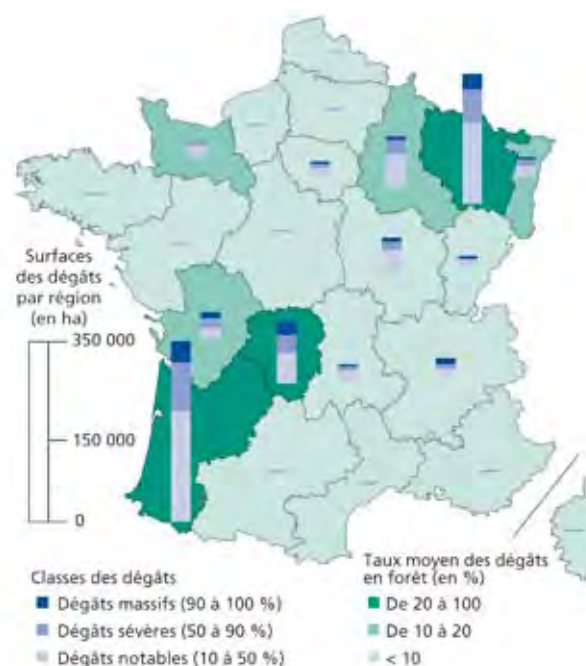 Surfaces
des dégâts
par région
(en ha)
350 000
150 000
0
Classes des dégâts
Dégâts massifs (90 à 100 %)
Dégâts sévères (50 à 90 %)
Dégâts notables (10 à 50 %)
Taux moyen des dégâts
en forêt (en %)
De 20 à 100
De 10 à 20
< 10